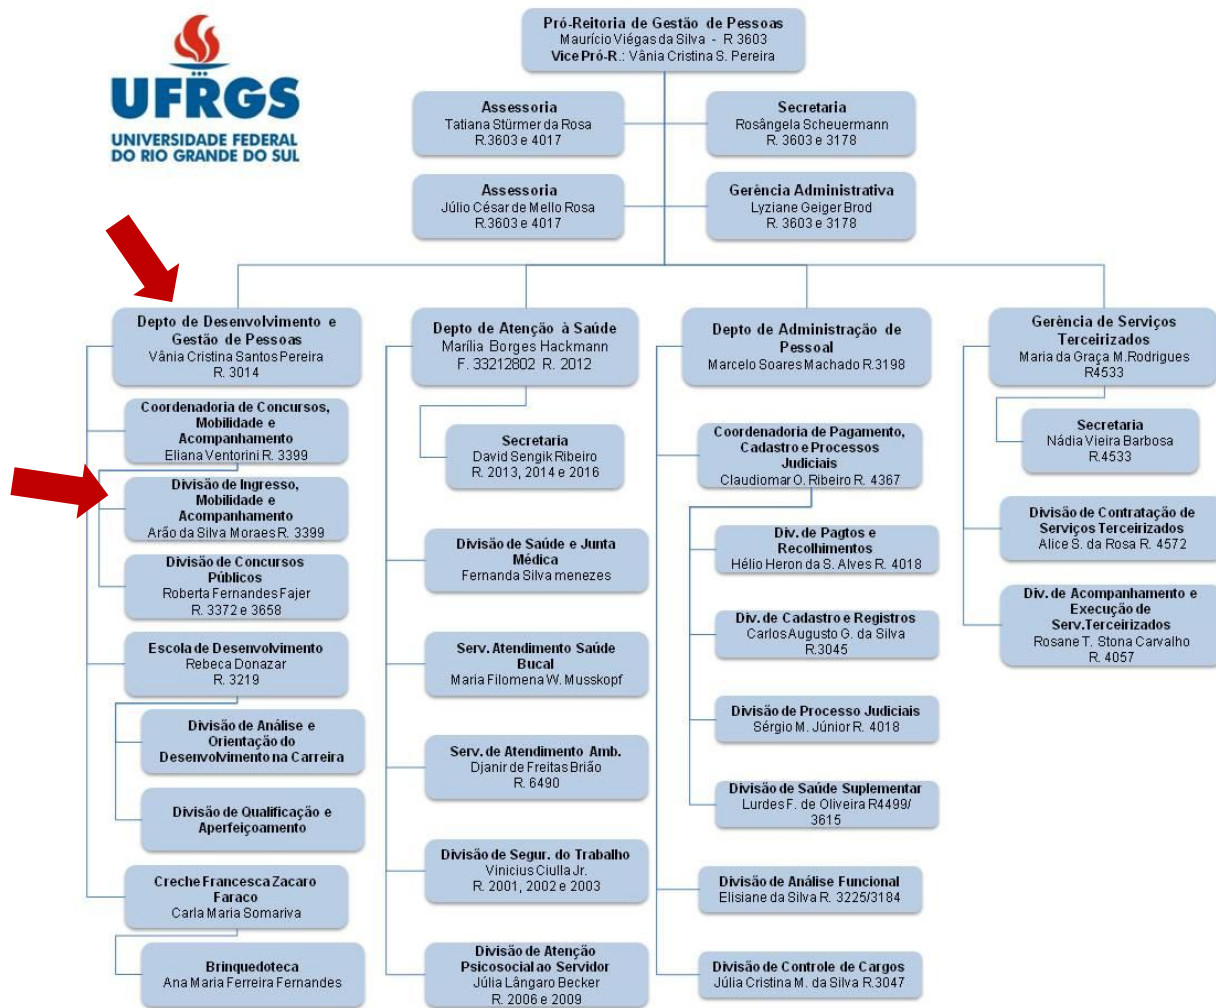 UFRGS
UNIVERSIDADE FEDERAL
DO RIO GRANDE DO SUL
Pró-Reitoria de Gestão de Pessoas
Maurício Viégas da Silva - R 3603
Vice Pró-R.: Vânia Cristina S. Pereira
Assessoria
Tatiana Stürmer da Rosa
R.3603 e 4017
Secretaria
Rosângela Scheuermann
R. 3603 e 3178
Assessoria
Júlio César de Mello Rosa
R.3603 e 4017
Gerência Administrativa
Lyziane Geiger Brod
R. 3603 e 3178
Depto de Desenvolvimento e
Gestão de Pessoas
Vânia Cristina Santos Pereira
R. 3014
Coordenadoria de Concursos,
Mobilidade e
Acompanhamento
Eliana Ventorini R. 3399
Divisão de Ingresso,
Mobilidade e
Acompanhamento
Arão da Silva Moraes R. 3399
Divisão de Concursos
Públicos
Roberta Fernandes Fajer
R. 3372 e 3658
Escola de Desenvolvimento
Rebeca Donazar
R. 3219
Divisão de Análise e
Orientação do
Desenvolvimento na Carreira
Divisão de Qualificação e
Aperfeiçoamento
Creche Francesca Zacaro
Faraco
Carla Maria Somariva
Brinquedoteca
Ana Maria Ferreira Fernandes
Depto de Atenção à Saúde
Marília Borges Hackmann
F. 33212802 R. 2012
Secretaria
David Sengik Ribeiro
R. 2013, 2014 e 2016
Divisão de Saúde e Junta
Médica
Fernanda Silva menezes
Serv. Atendimento Saúde
Bucal
Maria Filomena W. Musskopf
Serv. de Atendimento Amb.
Djanir de Freitas Brião
R. 6490
Divisão de Segur. do Trabalho
Vinicius Ciulla Jr.
R. 2001, 2002 e 2003
Divisão de Atenção
Psicosocial ao Servidor
Júlia Lângaro Becker
R. 2006 e 2009
Depto de Administração de
Pessoal
Marcelo Soares Machado R.3198
Coordenadoria de Pagamento,
Cadastro e Processos
Judiciais
Claudiomar O. Ribeiro R. 4367
Div. de Pagtos e
Recolhimentos
Hélio Heron da S. Alves R. 4018
Div. de Cadastro e Registros
Carlos Augusto G. da Silva
R.3045
Divisão de Processo Judiciais
Sérgio M. Júnior R. 4018
Divisão de Saúde Suplementar
Lurdes F. de Oliveira R4499/
3615
Divisão de Análise Funcional
Elisiane da Silva R. 3225/3184
Divisão de Controle de Cargos
Júlia Cristina M. da Silva R.3047
Gerência de Serviços
Terceirizados
Maria da Graça M.Rodrigues
R4533
Secretaria
Nádia Vieira Barbosa
R.4533
Divisão de Contratação de
Serviços Terceirizados
Alice S. da Rosa R. 4572
Div. de Acompanhamento e
Execução de
Serv.Terceirizados
Rosane T. Stona Carvalho
R. 4057